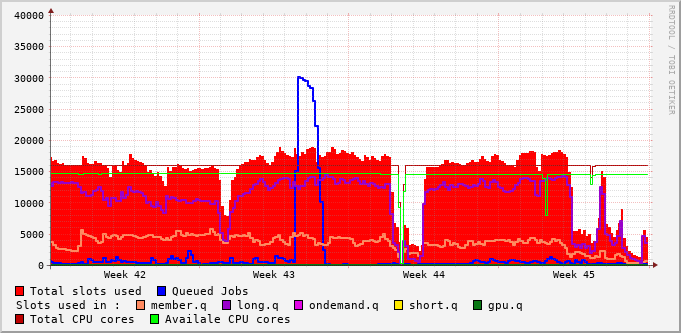 40000
35000
30000
25000
20000
15000
10000
5000
0
Week 42 Week 43 Week 44 Week 45
RRDTOOL / TOBI OETIKER
Total slots used Queued Jobs
Slots used in : member.q long.q ondemand.q short.q gpu.q
Total CPU cores Availale CPU cores